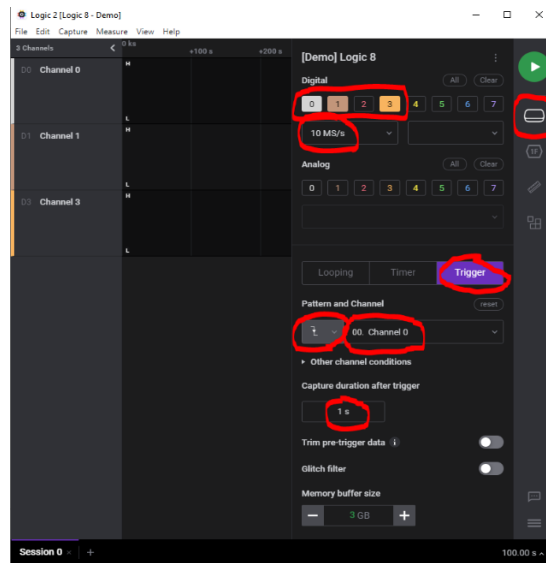 Logic 2 [Logic 8 - Demo]
File Edit Capture Measure View Help
3 Channels
0 ks
+100 s
+200 s
D0 Channel 0
H
L
D1 Channel 1
H
L
D3 Channel 3
H
L
[Demo] Logic 8
Digital All Clear
0 1 2 3 4 5 6 7
10 MS/s
Analog All Clear
0 1 2 3 4 5 6 7
Looping Timer Trigger
Pattern and Channel reset
00. Channel 0
Other channel conditions
Capture duration after trigger
1 s
Trim pre-trigger data i
Glitch filter
Memory buffer size
− 3 GB +
1F
Session 0 × +
100.00 s